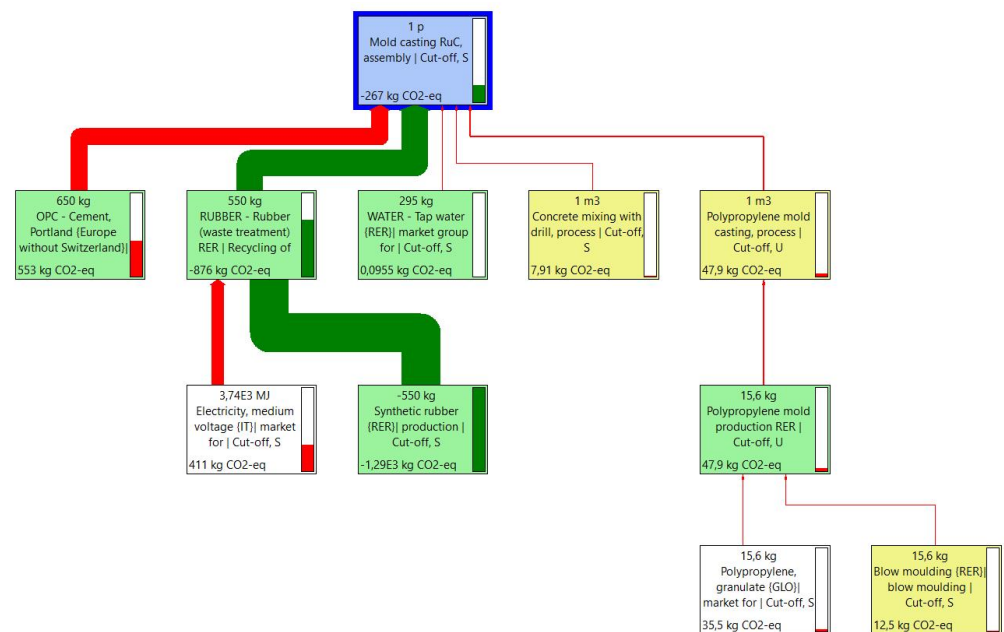 1 p
Mold casting RuC,
assembly | Cut-off, S
-267 kg CO2-eq
650 kg
OPC - Cement,
Portland {Europe
without Switzerland}|
553 kg CO2-eq
550 kg
RUBBER - Rubber
(waste treatment)
RER | Recycling of
-876 kg CO2-eq
295 kg
WATER - Tap water
{RER}| market group
for | Cut-off, S
0,0955 kg CO2-eq
1 m3
Concrete mixing with
drill, process | Cut-off,
S
7,91 kg CO2-eq
1 m3
Polypropylene mold
casting, process |
Cut-off, U
47,9 kg CO2-eq
3,74E3 MJ
Electricity, medium
voltage {IT}| market
for | Cut-off, S
411 kg CO2-eq
-550 kg
Synthetic rubber
{RER}| production |
Cut-off, S
-1,29E3 kg CO2-eq
15,6 kg
Polypropylene mold
production RER |
Cut-off, U
47,9 kg CO2-eq
15,6 kg
Polypropylene,
granulate {GLO}|
market for | Cut-off, S
35,5 kg CO2-eq
15,6 kg
Blow moulding {RER}|
blow moulding |
Cut-off, S
12,5 kg CO2-eq